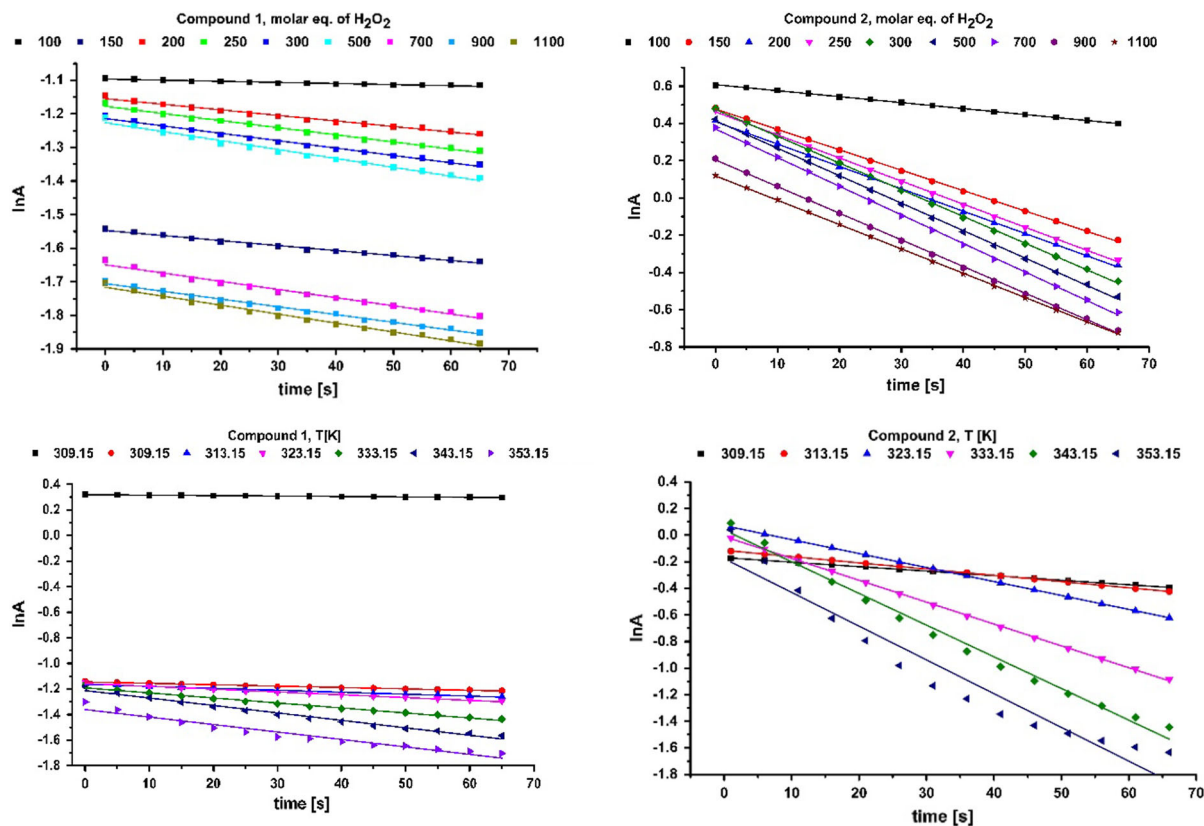 Compound 1, molar eq. of H₂O₂
100 150 200 250 300 500 700 900 1100
-1.1
-1.2
-1.3
-1.4
-1.5
-1.6
-1.7
-1.8
-1.9
lnA
0 10 20 30 40 50 60 70
time [s]
Compound 2, molar eq. of H₂O₂
100 150 200 250 300 500 700 900 1100
0.6
0.4
0.2
0.0
-0.2
-0.4
-0.6
-0.8
lnA
0 10 20 30 40 50 60 70
time [s]
Compound 1, T[K]
309.15 309.15 313.15 323.15 333.15 343.15 353.15
0.4
0.2
0.0
-0.2
-0.4
-0.6
-0.8
-1.0
-1.2
-1.4
-1.6
-1.8
lnA
0 10 20 30 40 50 60 70
time [s]
Compound 2, T [K]
309.15 313.15 323.15 333.15 343.15 353.15
0.4
0.2
0.0
-0.2
-0.4
-0.6
-0.8
-1.0
-1.2
-1.4
-1.6
-1.8
lnA
0 10 20 30 40 50 60 70
time [s]